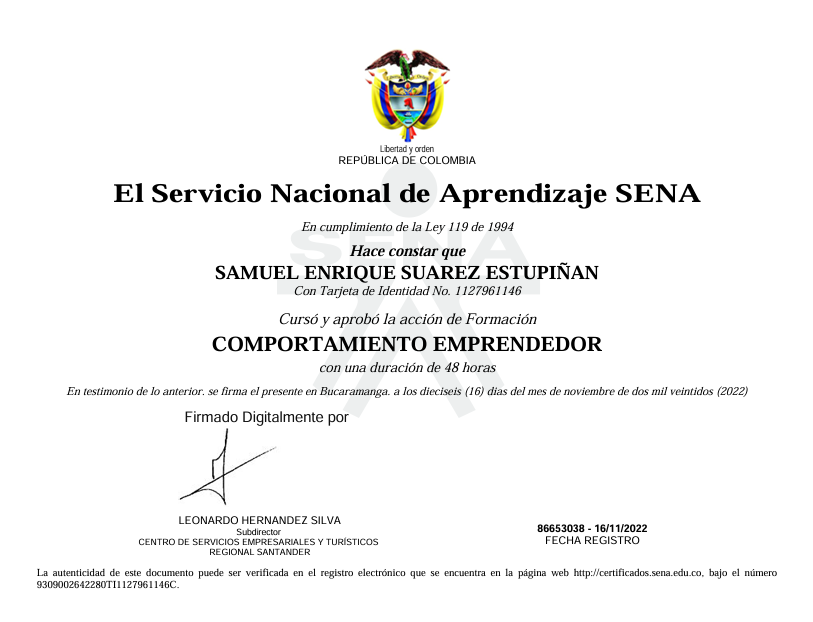 Libertad y orden
REPÚBLICA DE COLOMBIA
El Servicio Nacional de Aprendizaje SENA
En cumplimiento de la Ley 119 de 1994
SENA
Hace constar que
SAMUEL ENRIQUE SUAREZ ESTUPIÑAN
Con Tarjeta de Identidad No. 1127961146
Cursó y aprobó la acción de Formación
COMPORTAMIENTO EMPRENDEDOR
con una duración de 48 horas
En testimonio de lo anterior. se firma el presente en Bucaramanga. a los dieciseis (16) dias del mes de noviembre de dos mil veintidos (2022)
Firmado Digitalmente por
LEONARDO HERNANDEZ SILVA
Subdirector
CENTRO DE SERVICIOS EMPRESARIALES Y TURÍSTICOS
REGIONAL SANTANDER
86653038 - 16/11/2022
FECHA REGISTRO
La autenticidad de este documento puede ser verificada en el registro electrónico que se encuentra en la página web http://certificados.sena.edu.co, bajo el número
9309002642280TI1127961146C.